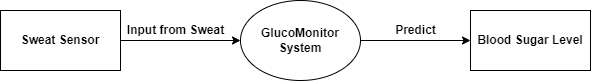 Sweat Sensor
Input from Sweat
GlucoMonitor
System
Predict
Blood Sugar Level